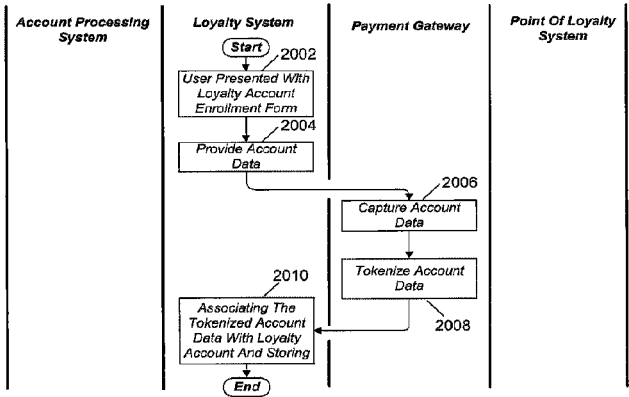 Account Processing
System
Loyalty System
Payment Gateway
Point Of Loyalty
System
Start
2002
User Presented With
Loyalty Account
Enrollment Form
2004
Provide Account
Data
2006
Capture Account
Data
Tokenize Account
Data
2008
2010
Associating The
Tokenized Account
Data With Loyalty
Account And Storing
End